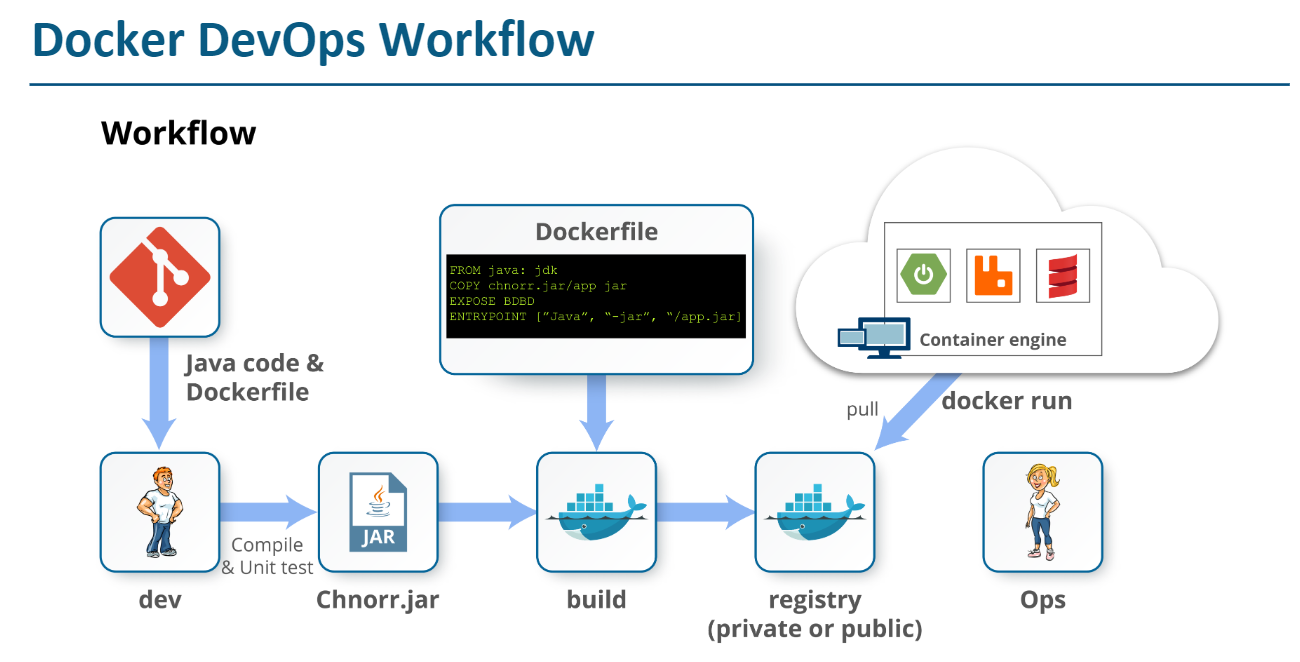 Docker DevOps Workflow
Workflow
Java code &
Dockerfile
Dockerfile
FROM java: jdk
COPY chnorr.jar/app jar
EXPOSE BDBD
ENTRYPOINT [”Java”, “-jar”, “/app.jar]
Container engine
pull
docker run
JAR
Compile
& Unit test
dev
Chnorr.jar
build
registry
(private or public)
Ops